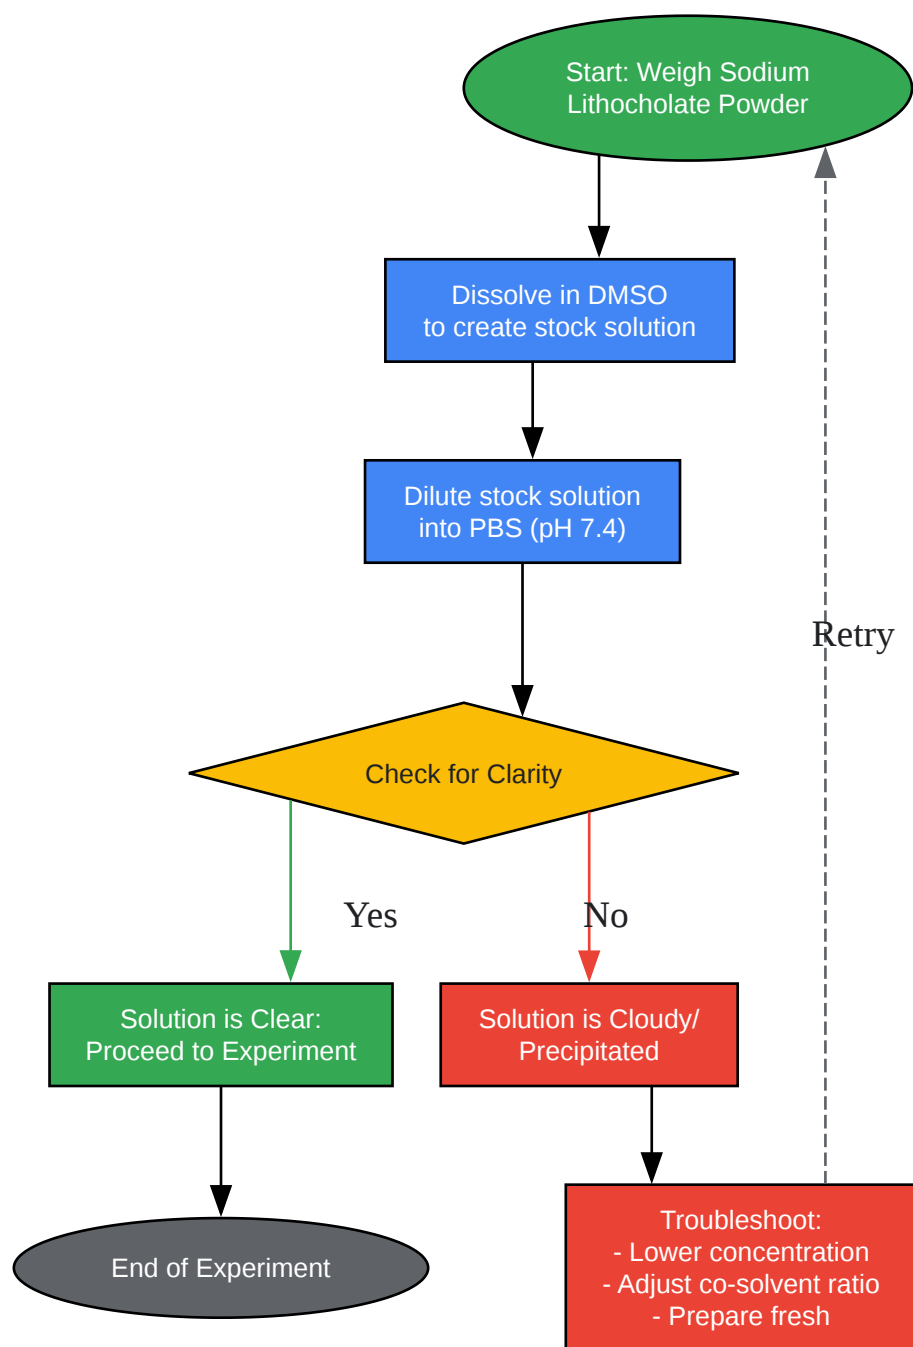 Start: Weigh Sodium
Lithocholate Powder
Dissolve in DMSO
to create stock solution
Dilute stock solution
into PBS (pH 7.4)
Retry
Check for Clarity
Yes
No
Solution is Clear:
Proceed to Experiment
Solution is Cloudy/
Precipitated
End of Experiment
Troubleshoot:
- Lower concentration
- Adjust co-solvent ratio
- Prepare fresh